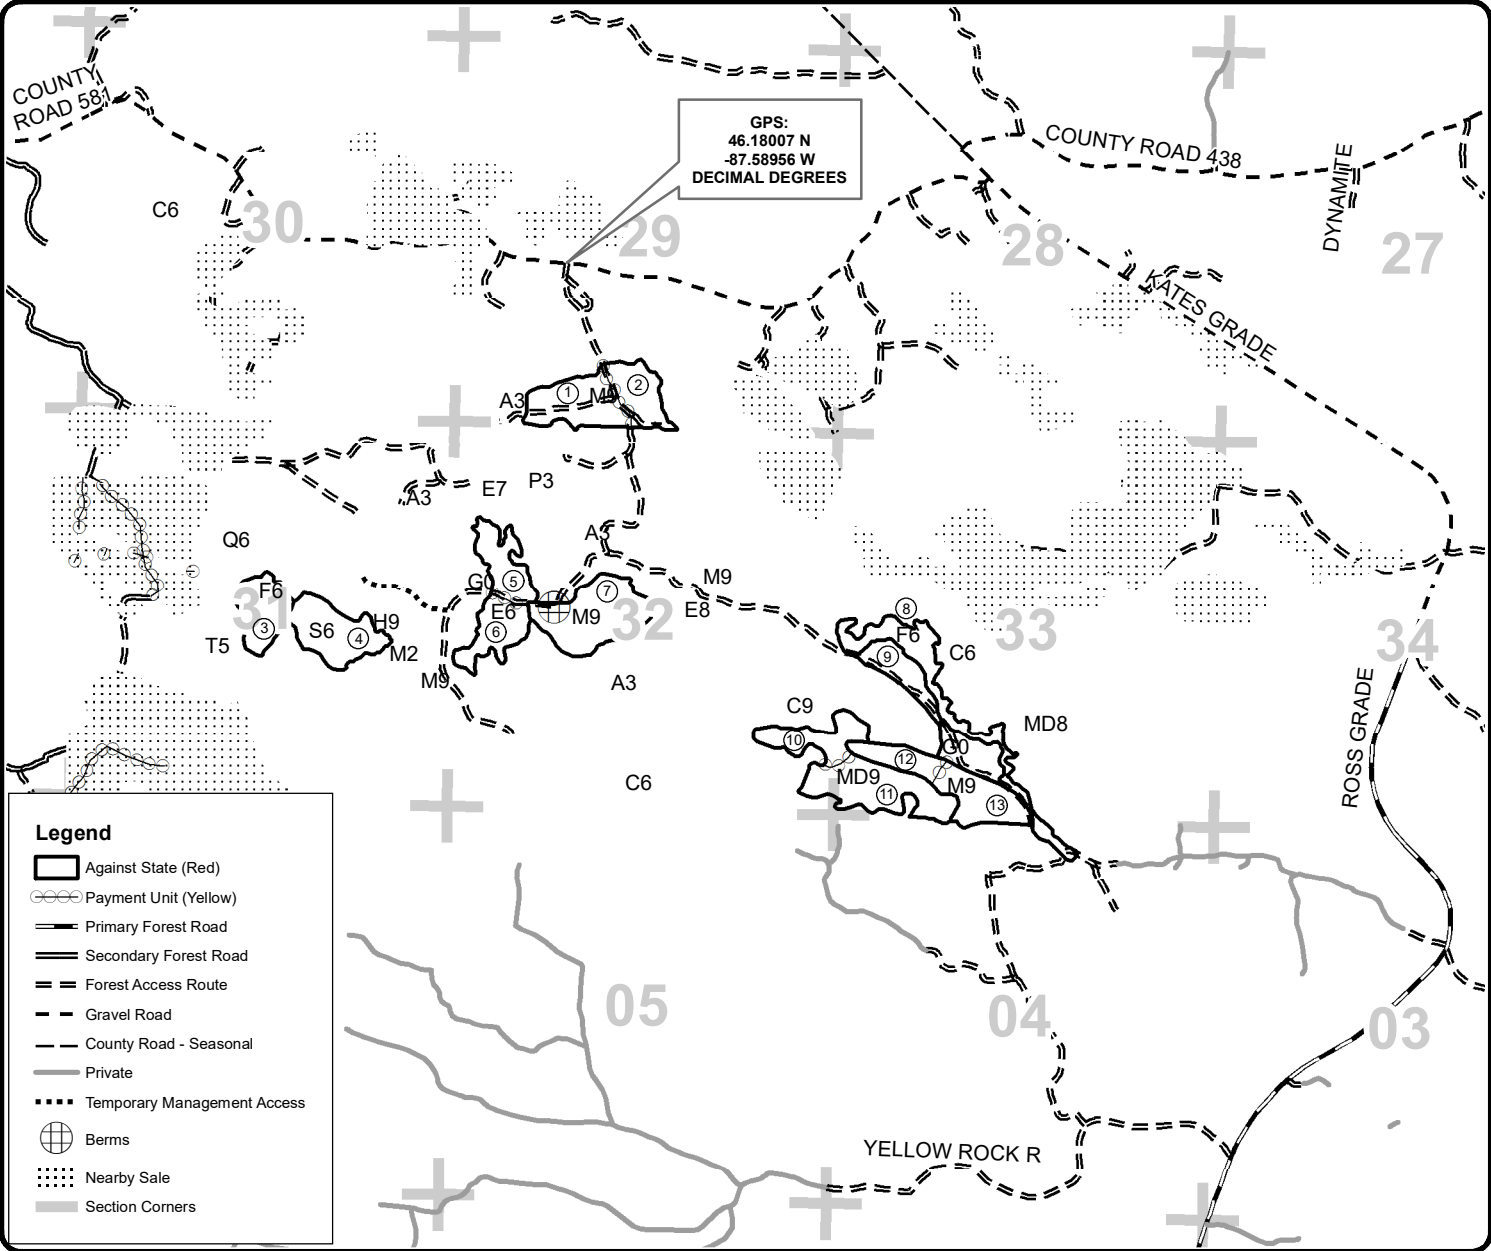 COUNTY
ROAD 581
GPS:
46.18007 N
-87.58956 W
DECIMAL DEGREES
COUNTY ROAD 438
DYNAMITE
C6
30
29
28
27
KATES GRADE
A3
1
M9
2
A3
E7
P3
Q6
A3
F6
31
3
T5
S6
4
H9
M2
G0
5
E6
6
M9
7
32
M9
E8
M9
A3
8
F6
9
C6
33
34
C9
10
MD8
G0
12
MD9
11
M9
13
C6
ROSS GRADE
05
04
03
YELLOW ROCK R
Legend
Against State (Red)
Payment Unit (Yellow)
Primary Forest Road
Secondary Forest Road
Forest Access Route
Gravel Road
County Road - Seasonal
Private
Temporary Management Access
Berms
Nearby Sale
Section Corners